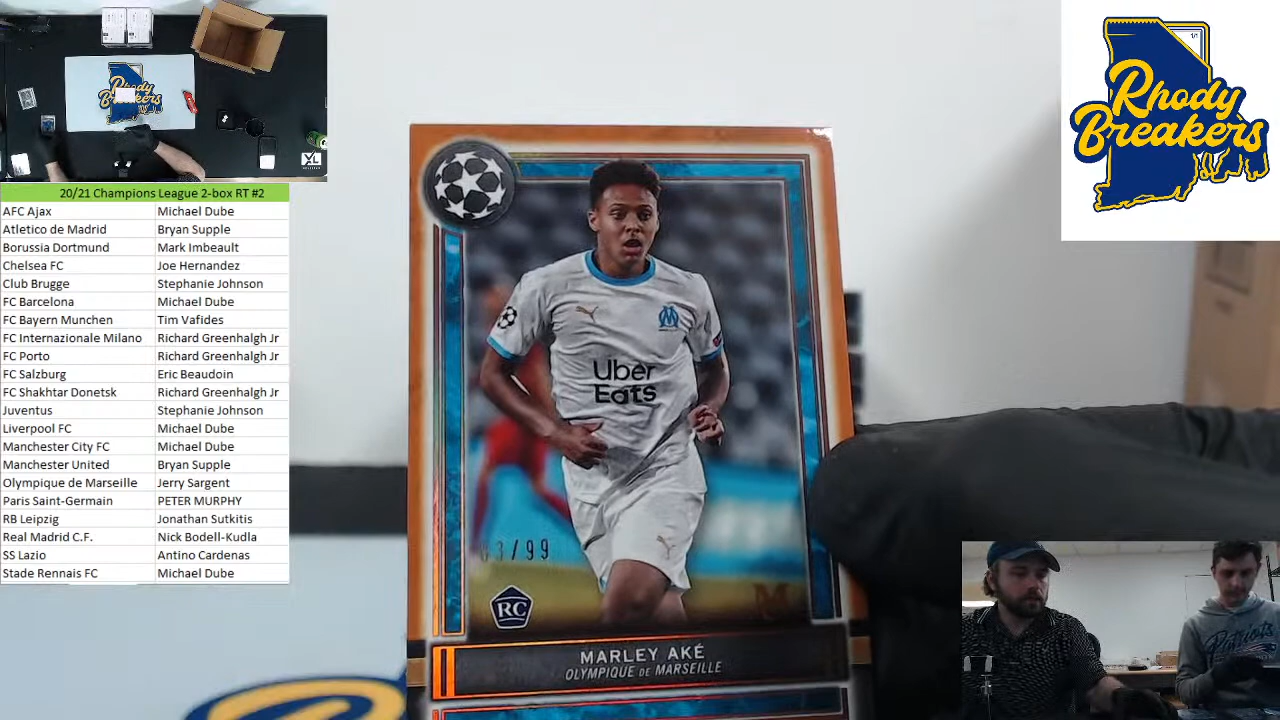 20/21 Champions League 2-box RT #2
AFC Ajax Michael Dube
Atletico de Madrid Bryan Supple
Borussia Dortmund Mark Imbeault
Chelsea FC Joe Hernandez
Club Brugge Stephanie Johnson
FC Barcelona Michael Dube
FC Bayern Munchen Tim Vafides
FC Internazionale Milano Richard Greenhalgh Jr
FC Porto Richard Greenhalgh Jr
FC Salzburg Eric Beaudoin
FC Shakhtar Donetsk Richard Greenhalgh Jr
Juventus Stephanie Johnson
Liverpool FC Michael Dube
Manchester City FC Michael Dube
Manchester United Bryan Supple
Olympique de Marseille Jerry Sargent
Paris Saint-Germain PETER MURPHY
RB Leipzig Jonathan Sutkitis
Real Madrid C.F. Nick Bodell-Kudla
SS Lazio Antino Cardenas
Stade Rennais FC Michael Dube
Rhody
Breakers
XL
Uber
Eats
M
/99
RC
M
MARLEY AKÉ
OLYMPIQUE DE MARSEILLE
1/1
Rhody
Breakers
Patriots